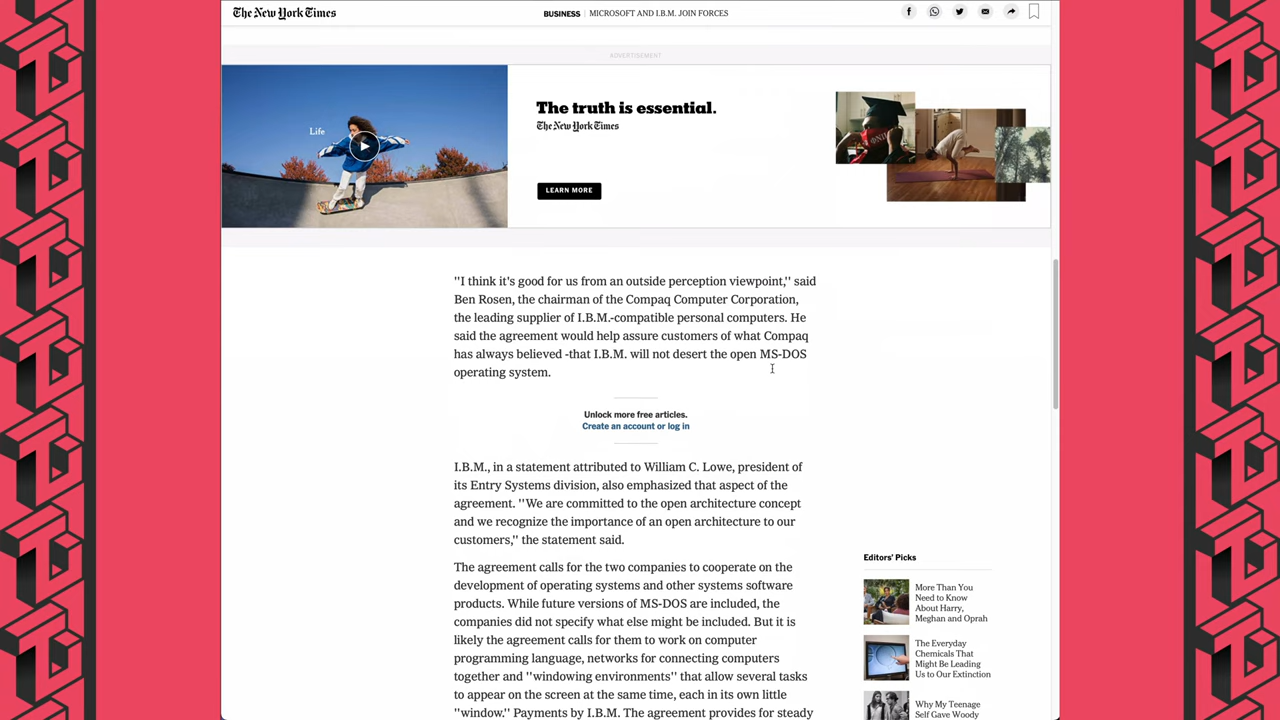 The New York Times
BUSINESS | MICROSOFT AND I.B.M. JOIN FORCES
ADVERTISEMENT
Life
The truth is essential.
The New York Times
LEARN MORE
"I think it's good for us from an outside perception viewpoint," said
Ben Rosen, the chairman of the Compaq Computer Corporation,
the leading supplier of I.B.M.-compatible personal computers. He
said the agreement would help assure customers of what Compaq
has always believed -that I.B.M. will not desert the open MS-DOS
operating system.
Unlock more free articles.
Create an account or log in
I.B.M., in a statement attributed to William C. Lowe, president of
its Entry Systems division, also emphasized that aspect of the
agreement. ''We are committed to the open architecture concept
and we recognize the importance of an open architecture to our
customers,'' the statement said.
The agreement calls for the two companies to cooperate on the
development of operating systems and other systems software
products. While future versions of MS-DOS are included, the
companies did not specify what else might be included. But it is
likely the agreement calls for them to work on computer
programming language, networks for connecting computers
together and ''windowing environments'' that allow several tasks
to appear on the screen at the same time, each in its own little
''window.'' Payments by I.B.M. The agreement provides for steady
Editors' Picks
More Than You
Need to Know
About Harry,
Meghan and Oprah
The Everyday
Chemicals That
Might Be Leading
Us to Our Extinction
Why My Teenage
Self Gave Woody